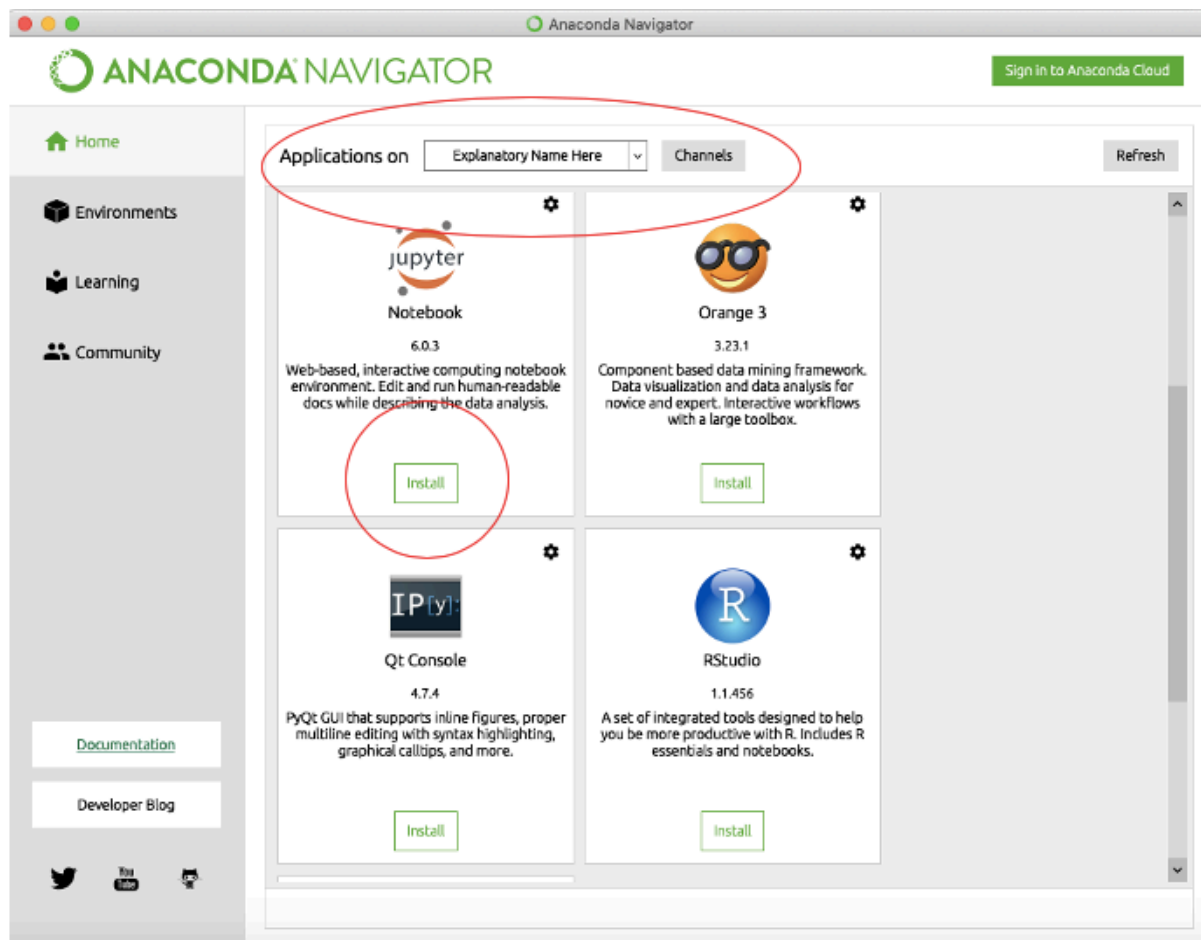 Anaconda Navigator
ANACONDA NAVIGATOR
Sign in to Anaconda Cloud
Home
Environments
Learning
Community
Documentation
Developer Blog
You
Tube
Applications on
Explanatory Name Here
Channels
Refresh
jupyter
Notebook
6.0.3
Web-based, interactive computing notebook
environment. Edit and run human-readable
docs while describing the data analysis.
Install
Orange 3
3.23.1
Component based data mining framework.
Data visualization and data analysis for
novice and expert. Interactive workflows
with a large toolbox.
Install
IP[y]:
Qt Console
4.7.4
PyQt GUI that supports inline figures, proper
multiline editing with syntax highlighting,
graphical calltips, and more.
Install
R
RStudio
1.1.456
A set of integrated tools designed to help
you be more productive with R. Includes R
essentials and notebooks.
Install